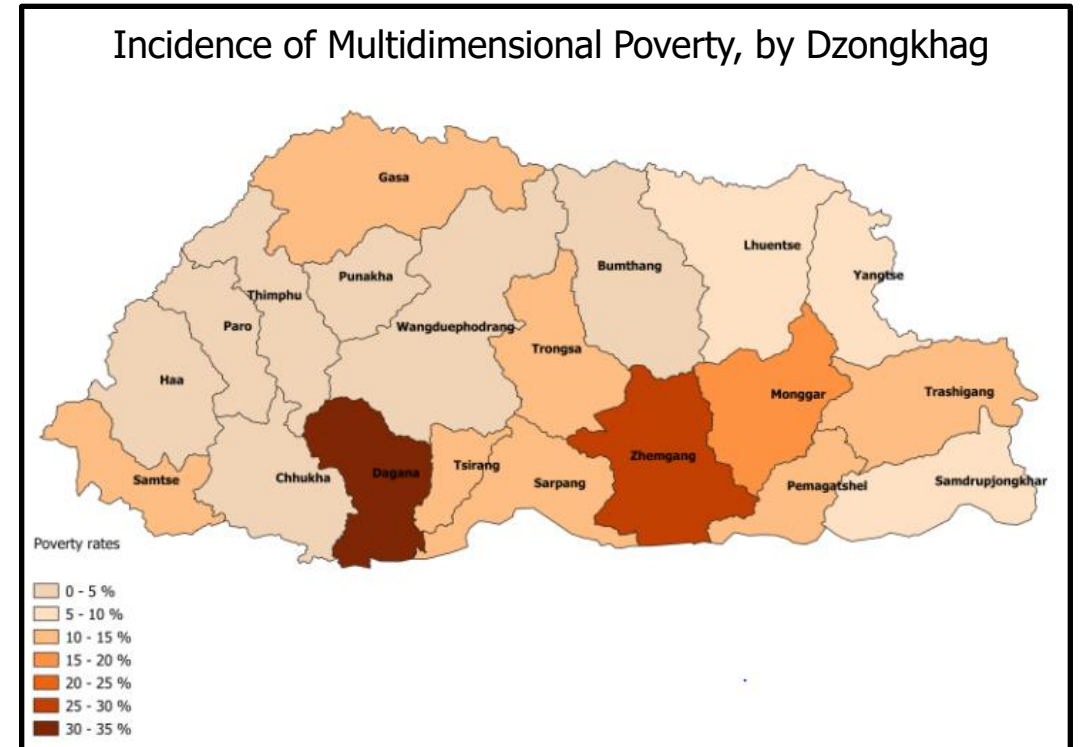 Incidence of Multidimensional Poverty, by Dzongkhag
Gasa
Lhuentse
Bumthang
Yangtse
Punakha
Thimphu
Paro
Wangduephodrang
Trongsa
Haa
Monggar
Trashigang
Zhemgang
Tsirang
Dagana
Chhukha
Samtse
Sarpang
Pemagatshel
Samdrupjongkhar
Poverty rates
0 - 5 %
5 - 10 %
10 - 15 %
15 - 20 %
20 - 25 %
25 - 30 %
30 - 35 %